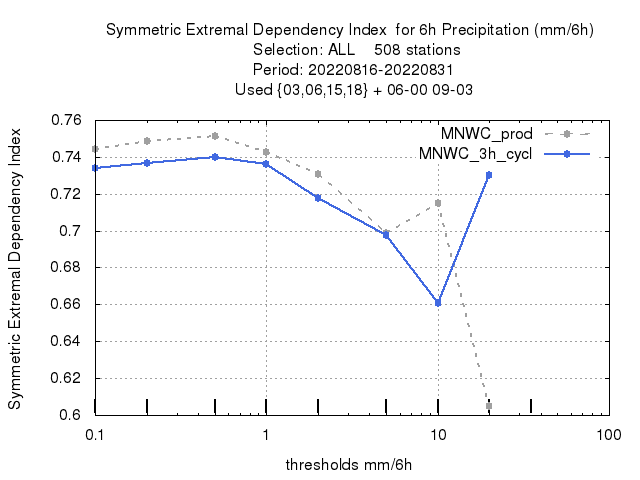 Symmetric Extremal Dependency Index  for 6h Precipitation (mm/6h)
Selection: ALL    508 stations
Period: 20220816-20220831
Used {03,06,15,18} + 06-00 09-03
Symmetric Extremal Dependency Index
0.76
0.74
0.72
0.7
0.68
0.66
0.64
0.62
0.6
MNWC_prod
MNWC_3h_cycl
0.1 1 10 100
thresholds mm/6h